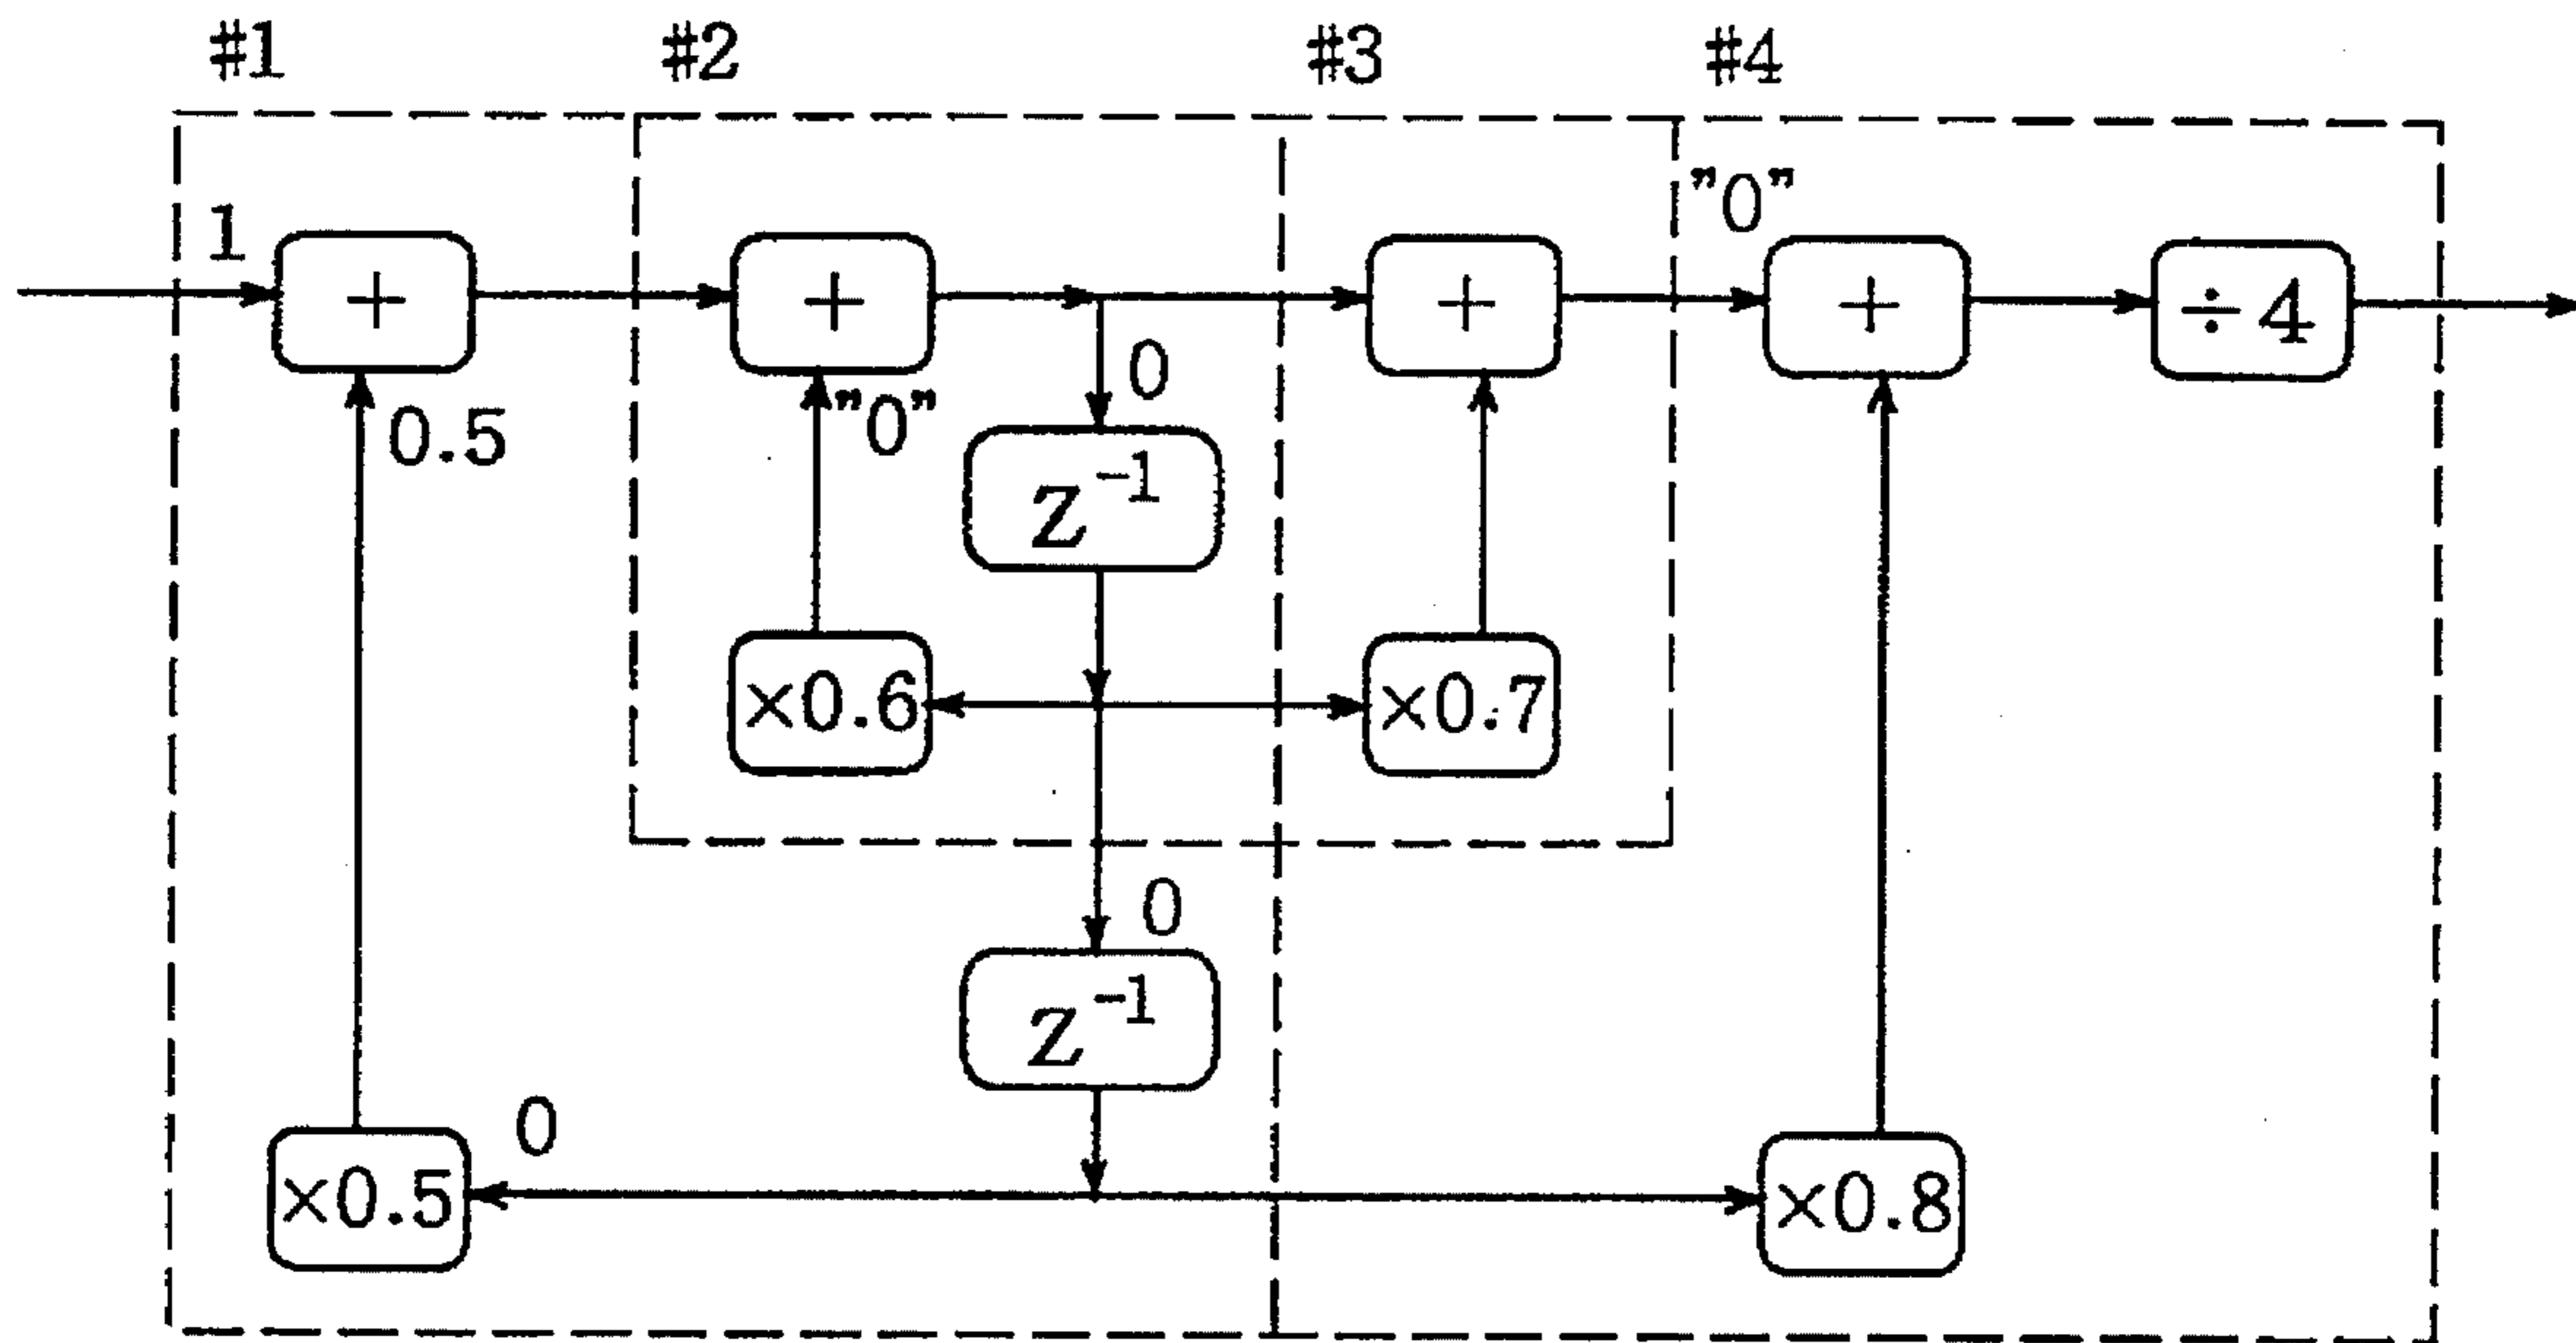 #1 #2 #3 #4
1 + + + ”0” + ÷4
0.5 ”0” 0
Z⁻¹
×0.6 ×0.7
0
Z⁻¹
0
×0.5 ×0.8